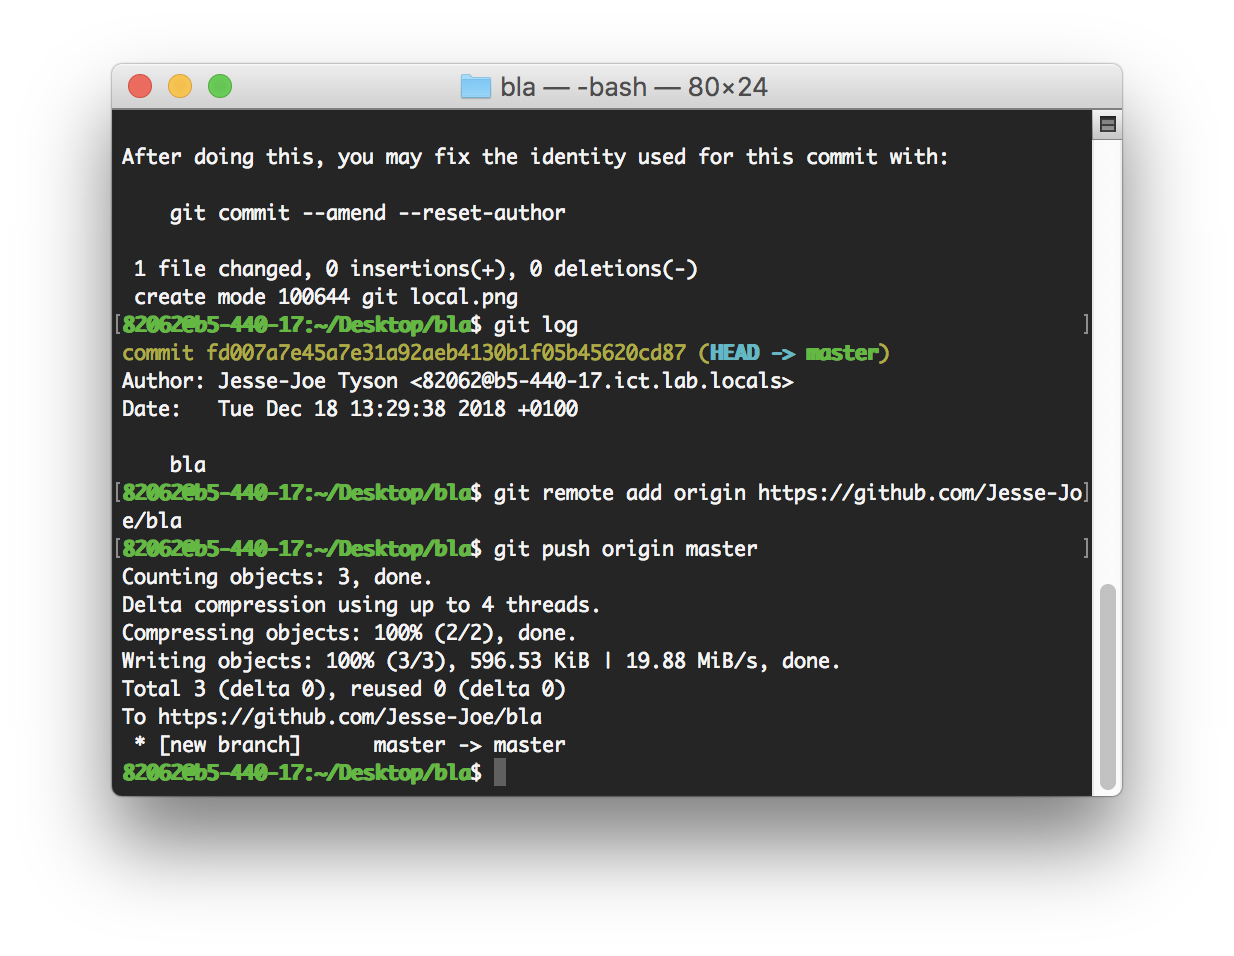 bla — -bash — 80×24
After doing this, you may fix the identity used for this commit with:
git commit --amend --reset-author
1 file changed, 0 insertions(+), 0 deletions(-)
create mode 100644 git local.png
[82062@b5-440-17:~/Desktop/bla$ git log ]
commit fd007a7e45a7e31a92aeb4130b1f05b45620cd87 (HEAD -> master)
Author: Jesse-Joe Tyson <82062@b5-440-17.ict.lab.locals>
Date:   Tue Dec 18 13:29:38 2018 +0100
bla
[82062@b5-440-17:~/Desktop/bla$ git remote add origin https://github.com/Jesse-Jo]
e/bla
[82062@b5-440-17:~/Desktop/bla$ git push origin master ]
Counting objects: 3, done.
Delta compression using up to 4 threads.
Compressing objects: 100% (2/2), done.
Writing objects: 100% (3/3), 596.53 KiB | 19.88 MiB/s, done.
Total 3 (delta 0), reused 0 (delta 0)
To https://github.com/Jesse-Joe/bla
* [new branch]      master -> master
82062@b5-440-17:~/Desktop/bla$